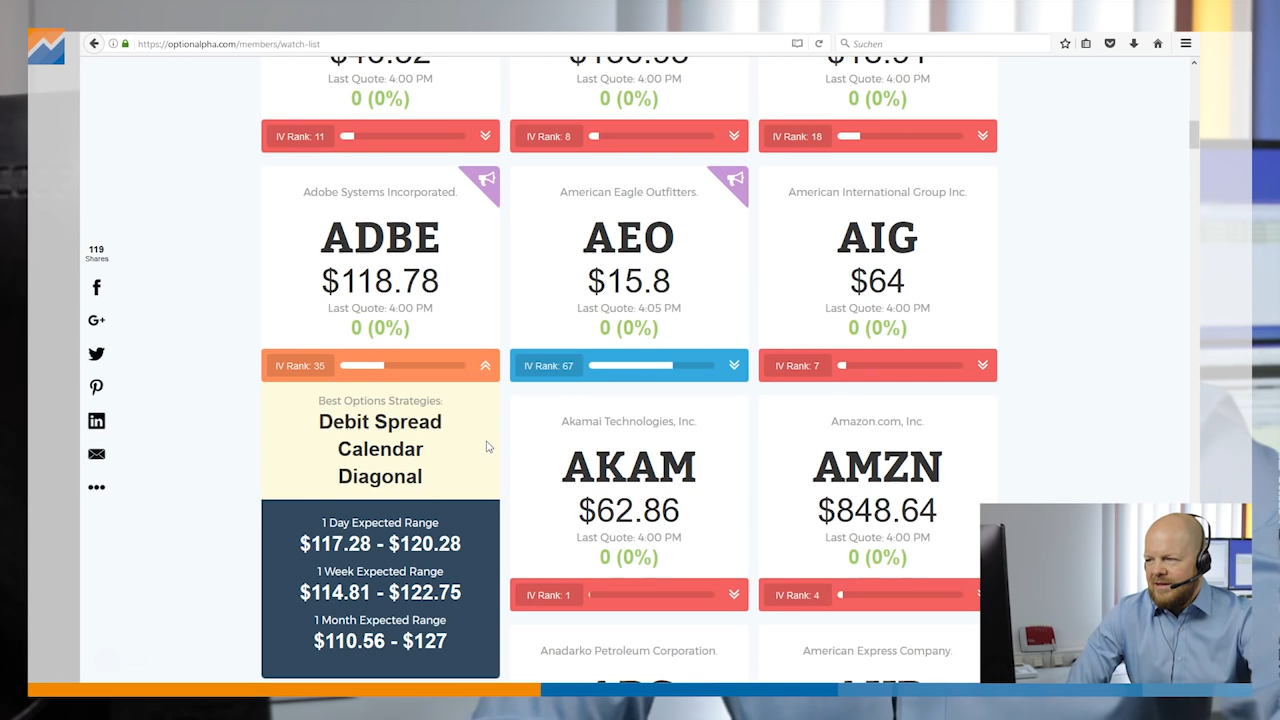 https://optionalpha.com/members/watch-list
Suchen
Last Quote: 4:00 PM
0 (0%)
IV Rank: 11
Last Quote: 4:00 PM
0 (0%)
IV Rank: 8
Last Quote: 4:00 PM
0 (0%)
IV Rank: 18
119
Shares
Adobe Systems Incorporated.
ADBE
$118.78
Last Quote: 4:00 PM
0 (0%)
IV Rank: 35
Best Options Strategies:
Debit Spread
Calendar
Diagonal
1 Day Expected Range
$117.28 - $120.28
1 Week Expected Range
$114.81 - $122.75
1 Month Expected Range
$110.56 - $127
American Eagle Outfitters.
AEO
$15.8
Last Quote: 4:05 PM
0 (0%)
IV Rank: 67
American International Group Inc.
AIG
$64
Last Quote: 4:00 PM
0 (0%)
IV Rank: 7
Akamai Technologies, Inc.
AKAM
$62.86
Last Quote: 4:00 PM
0 (0%)
IV Rank: 1
Amazon.com, Inc.
AMZN
$848.64
Last Quote: 4:00 PM
0 (0%)
IV Rank: 4
Anadarko Petroleum Corporation.
American Express Company.